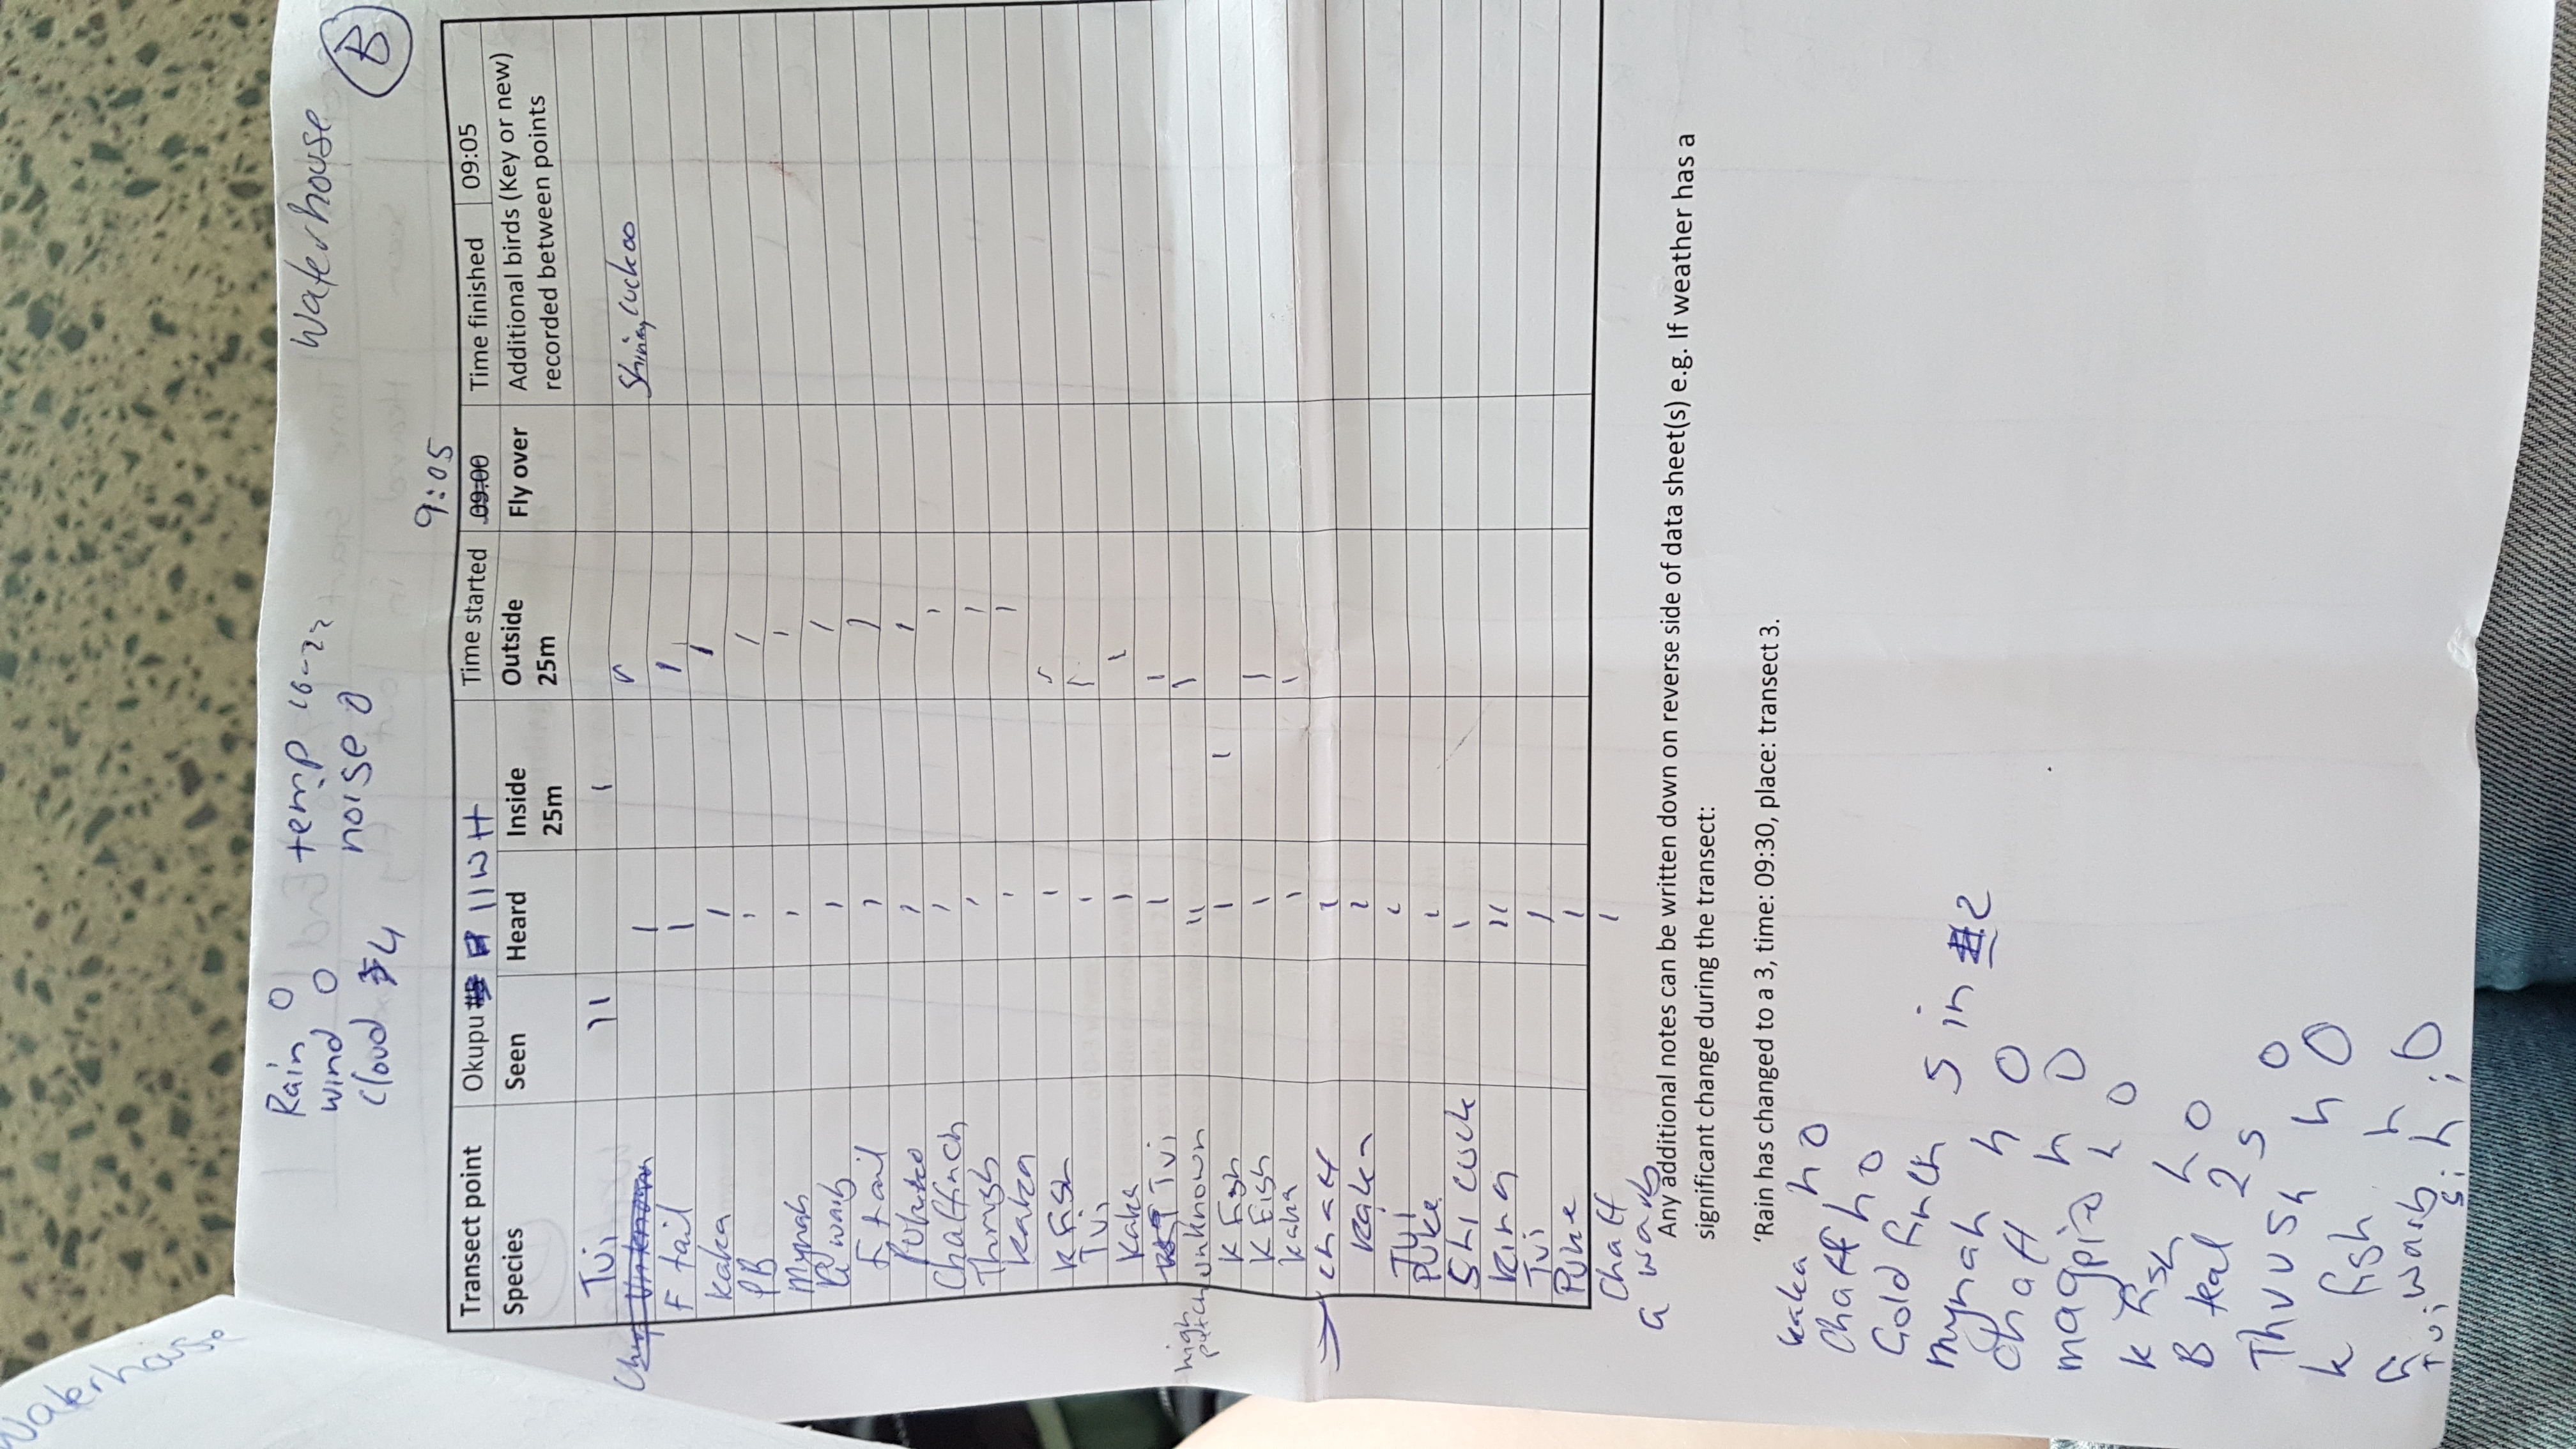 Waterhouse
Rain 0 temp 16-22 Waterhouse
wind 0 noise 0
Cloud 4
B
9:05
Transect point Okupu 11 WH Time started 09:00 Time finished 09:05
Species Seen Heard Inside 25m Outside 25m Fly over Additional birds (Key or new) recorded between points
Tui 11 1
Shining cuckoo
F tail 1 1
Kaka 1 1
PB 1 1
Mynah 1 1
G warb 1 1
F tail 1 1
1 1
Chaffinch 1 1
Thrush 1 1
Kaka 1 1
K Fish 1 1
Tui 1 1
Kaka 1 1
Tui 1 1
high pitch unknown 11 1
K Fish 1 1
K Fish 1 1
Kaka 1 1
→ Chaff 1
Kaka 1
Tui 1
Puke 1
Shi cuck 1
King 11
Tui 1
Puke 1
Chaff 1
G warb
Any additional notes can be written down on reverse side of data sheet(s) e.g. If weather has a
significant change during the transect:
'Rain has changed to a 3, time: 09:30, place: transect 3.
Kaka h 0
Chaff h 0
Gold finch
Mynah 5 in #2
Chaff h 0
magpie h 0
K Fish h 0
B teal 2 s
Thrush h 0
K fish h 0
G warb h 0
Tui s i h i